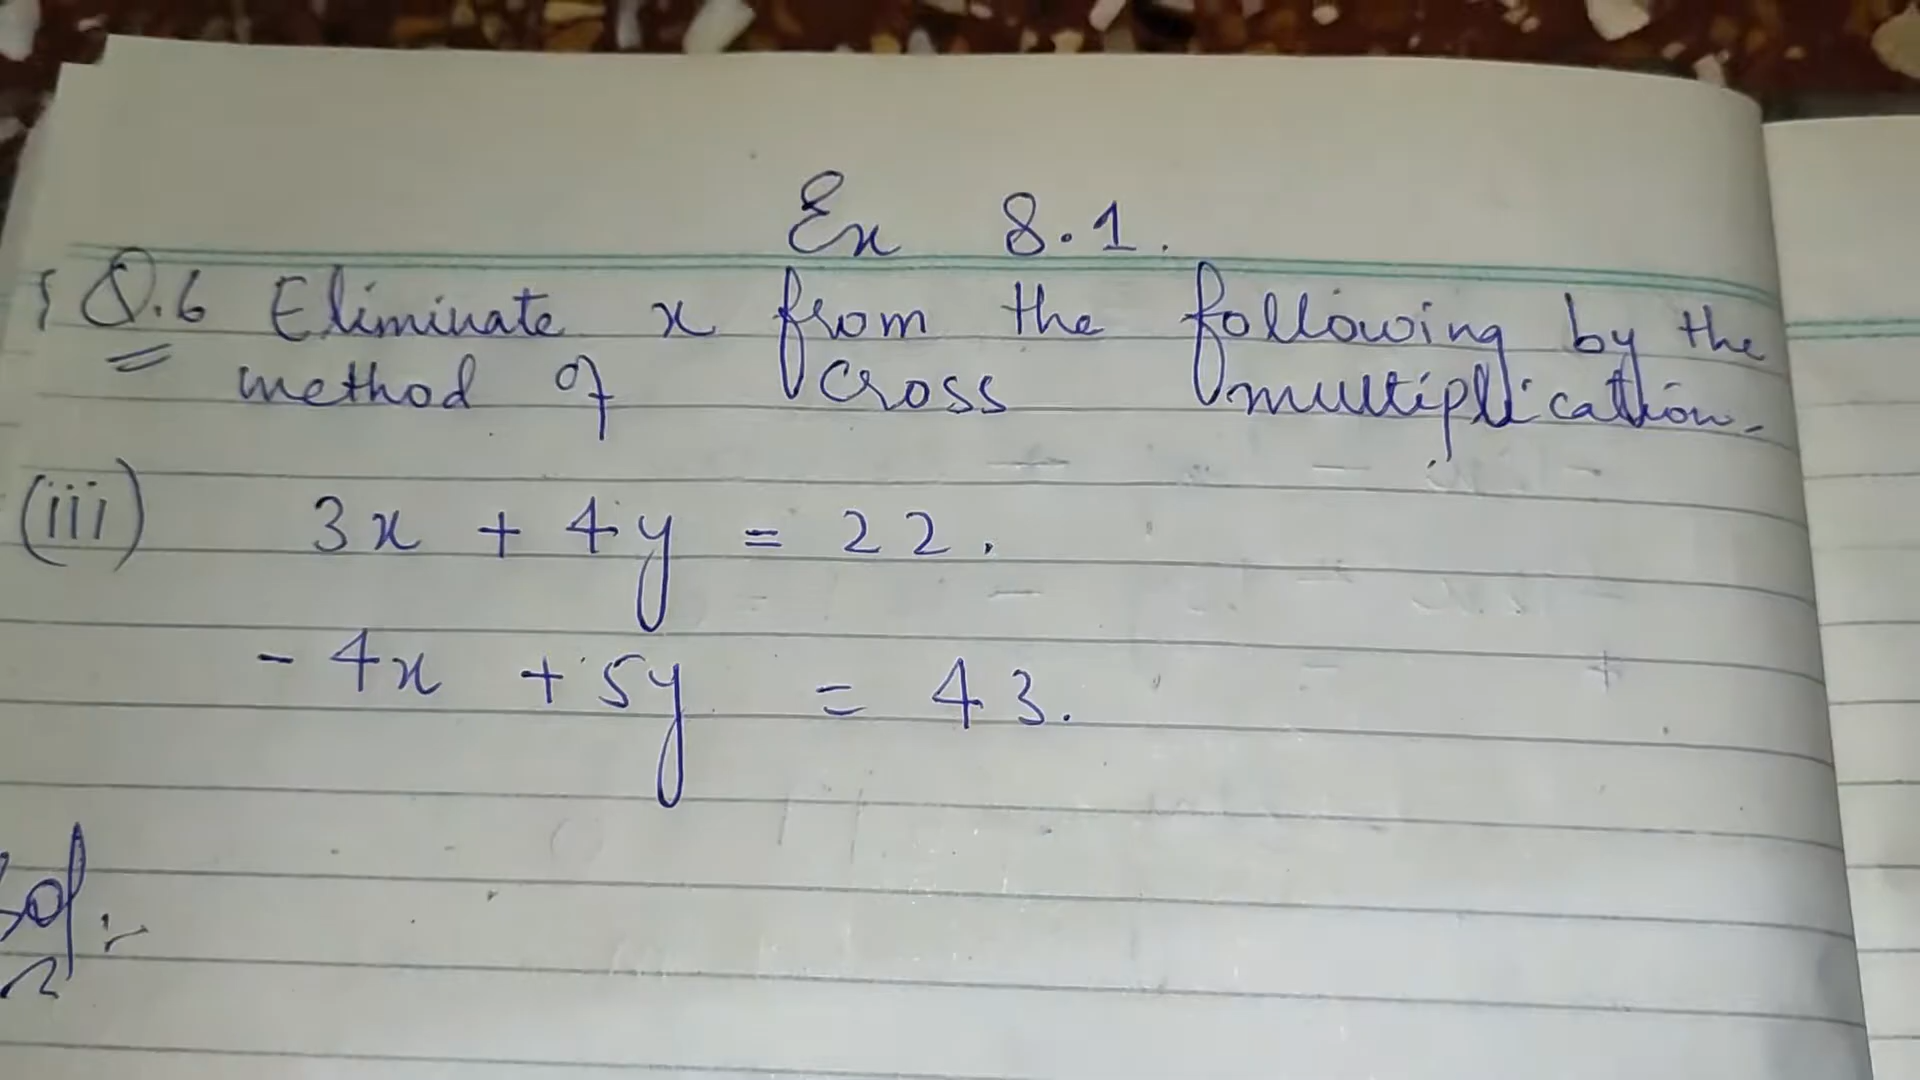 Ex 8.1.
Q.6 Eliminate x from the following by the
method of cross multiplication.
(iii) 3x + 4y = 22.
- 4x + 5y = 43.
Sol:-